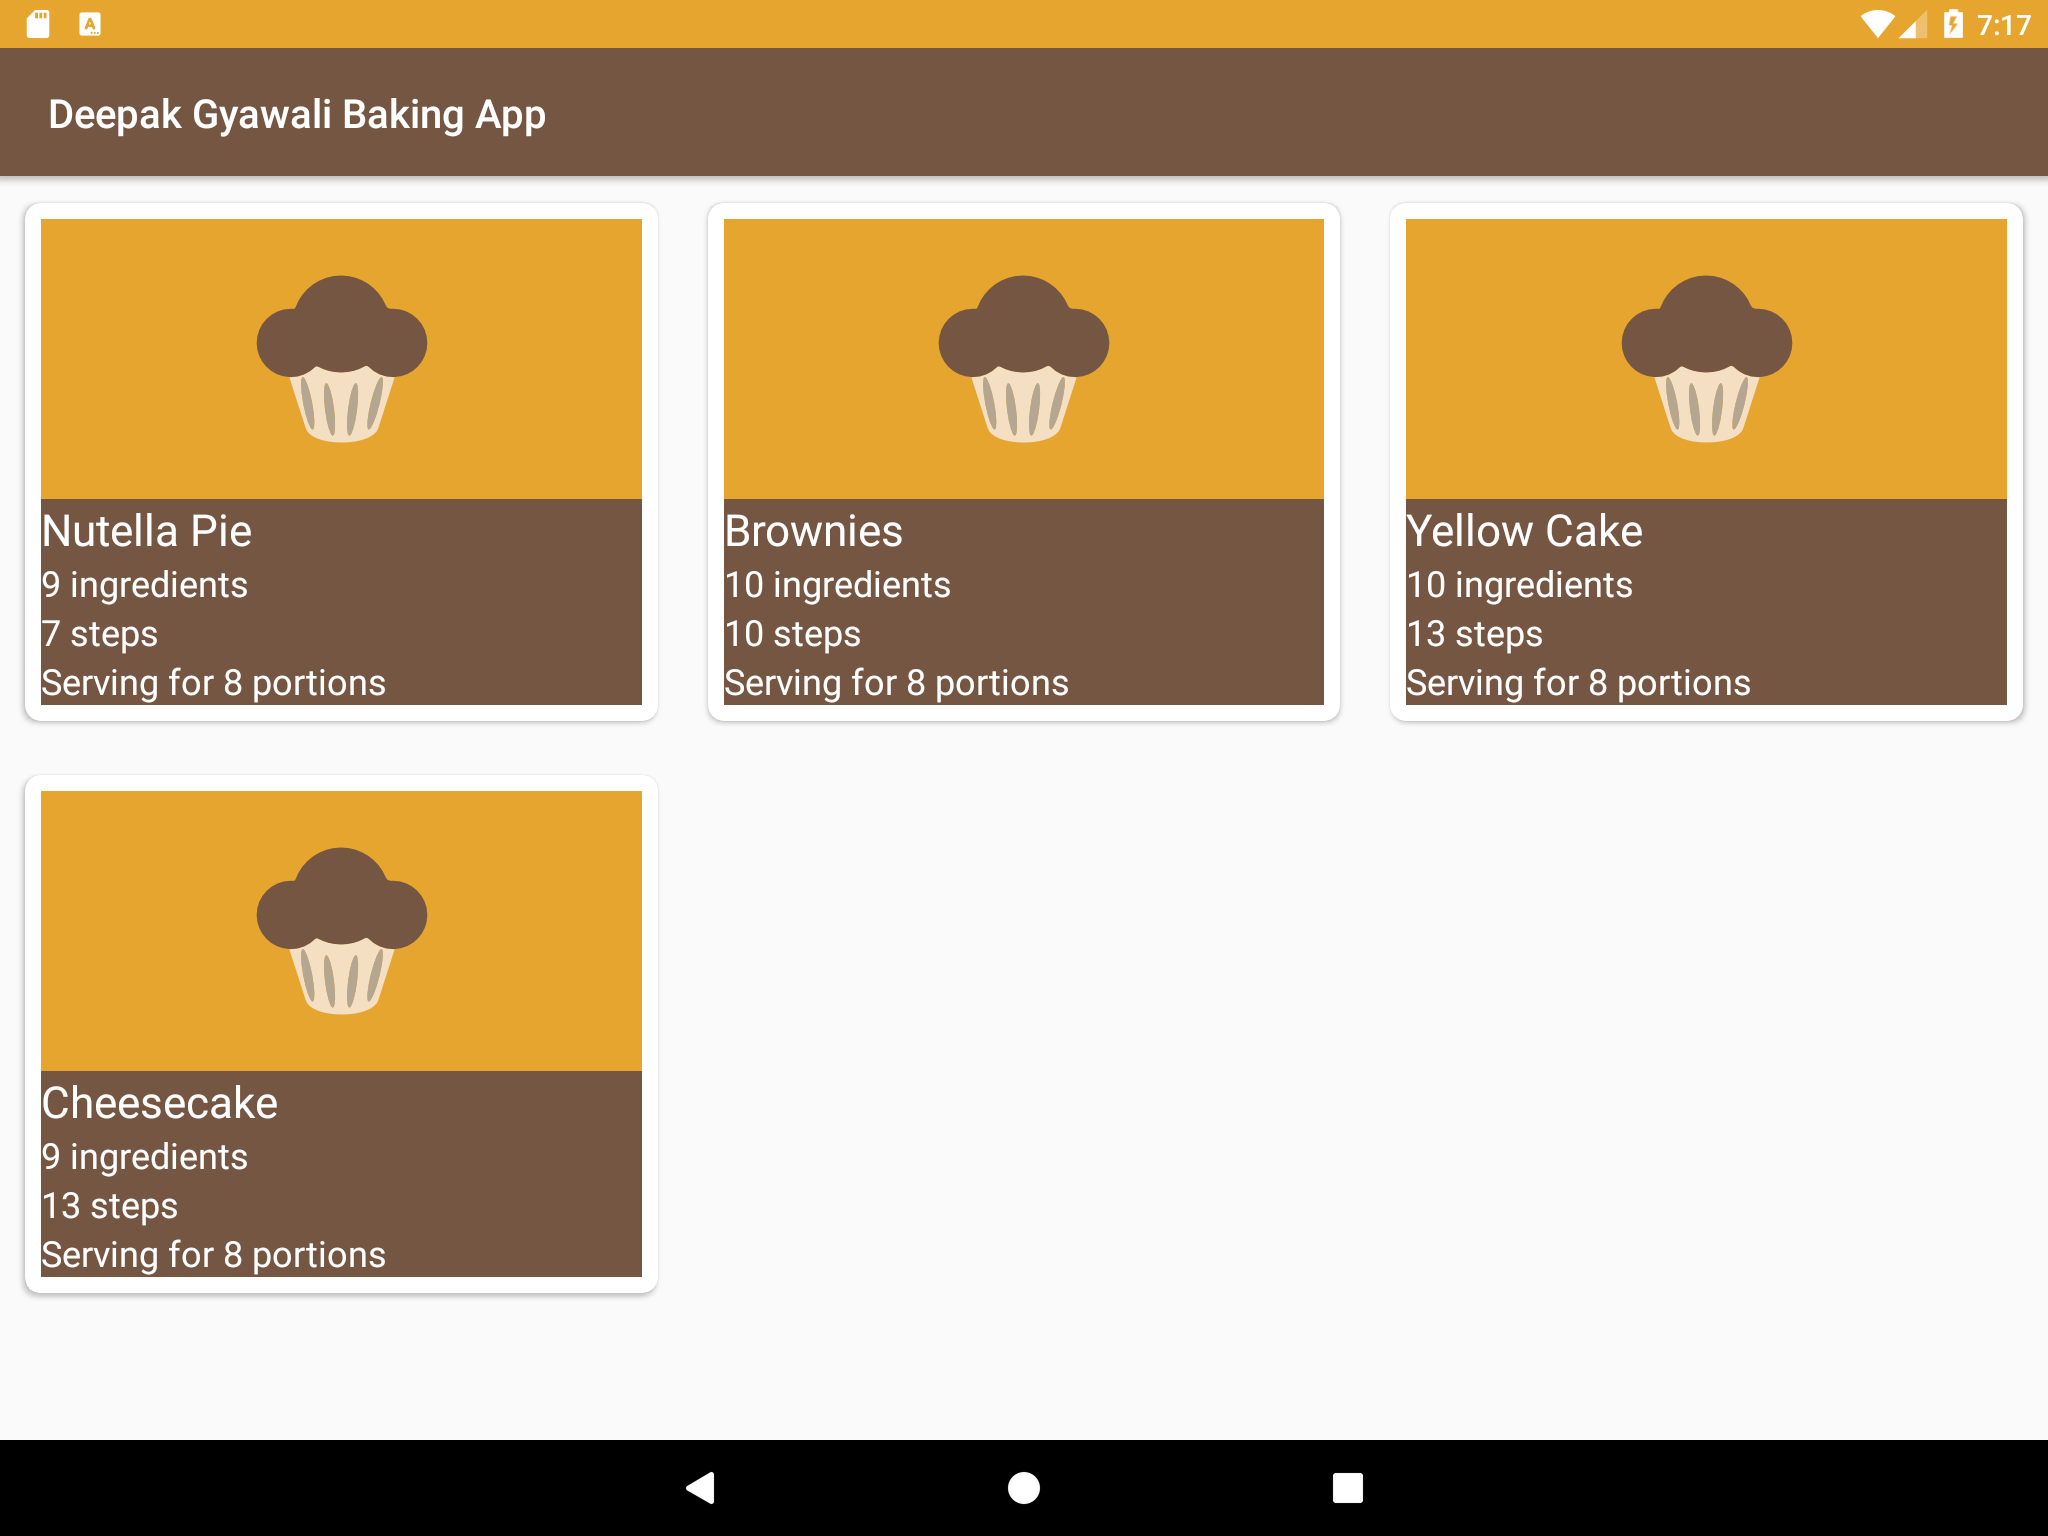 7:17
Deepak Gyawali Baking App
Nutella Pie
9 ingredients
7 steps
Serving for 8 portions
Brownies
10 ingredients
10 steps
Serving for 8 portions
Yellow Cake
10 ingredients
13 steps
Serving for 8 portions
Cheesecake
9 ingredients
13 steps
Serving for 8 portions